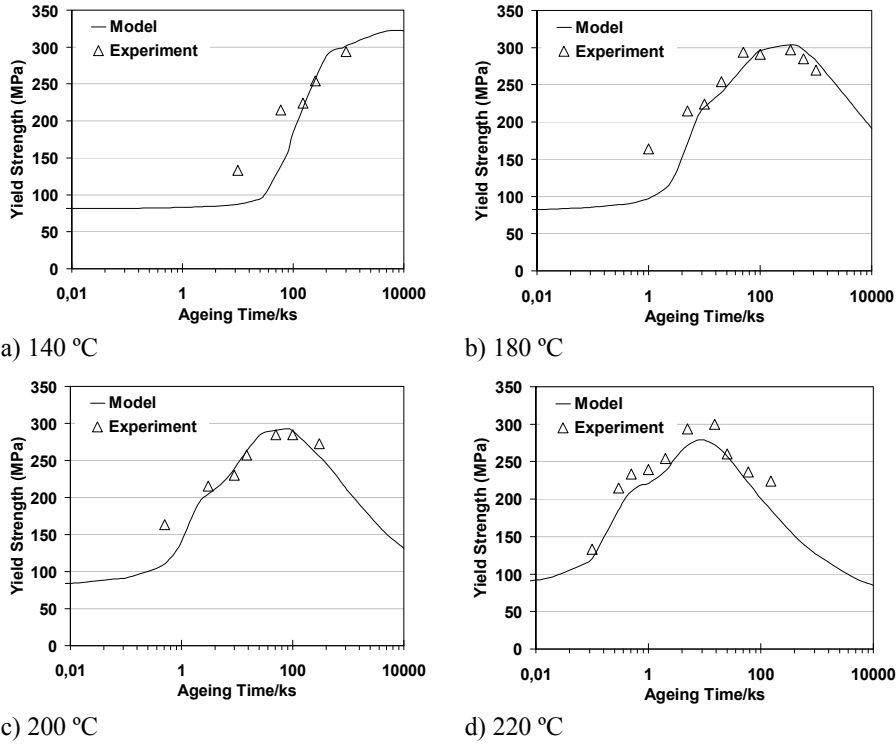 Model
Experiment
350
300
250
200
150
100
50
0
Yield Strength (MPa)
0,01 1 100 10000
Ageing Time/ks
a) 140 ºC
Model
Experiment
350
300
250
200
150
100
50
0
Yield Strength (MPa)
0,01 1 100 10000
Ageing Time/ks
b) 180 ºC
Model
Experiment
350
300
250
200
150
100
50
0
Yield Strength (MPa)
0,01 1 100 10000
Ageing Time/ks
c) 200 ºC
Model
Experiment
350
300
250
200
150
100
50
0
Yield Strength (MPa)
0,01 1 100 10000
Ageing Time/ks
d) 220 ºC